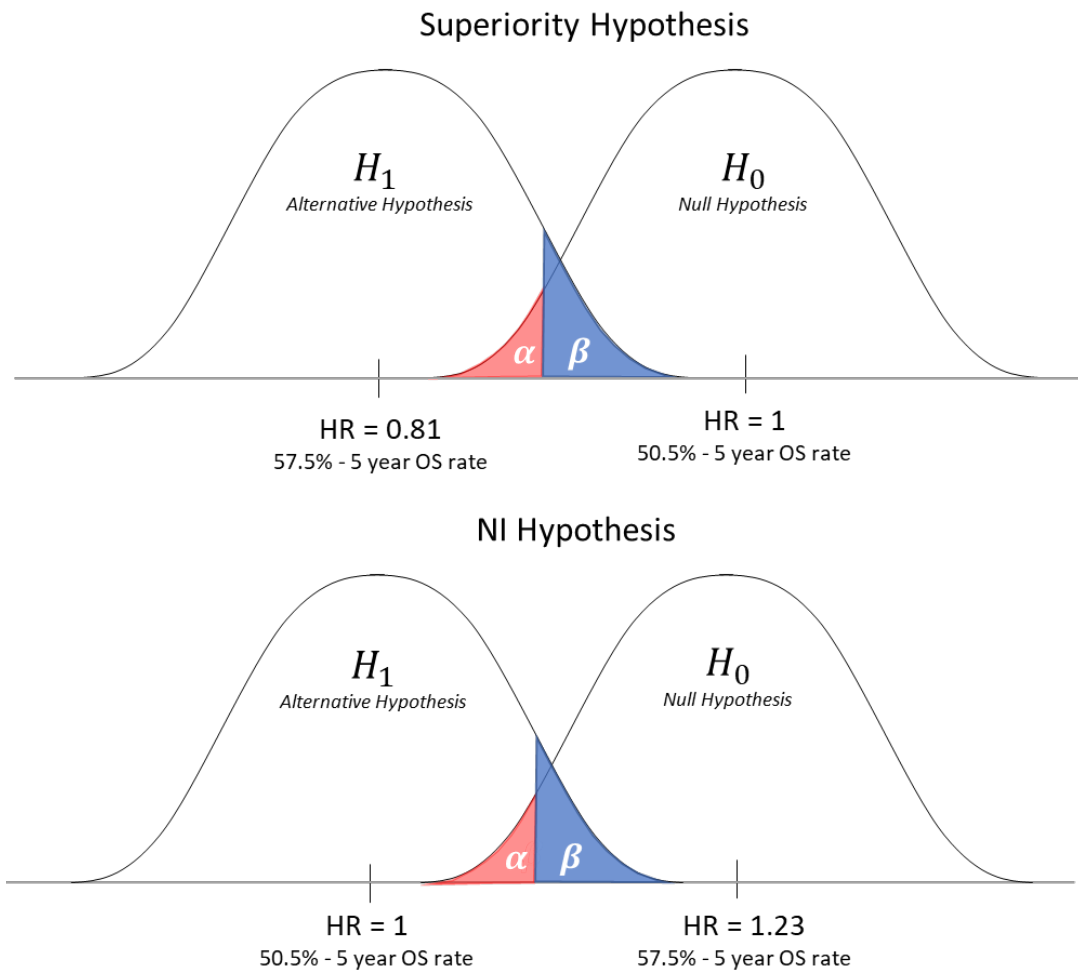 Superiority Hypothesis
H₁
Alternative Hypothesis
H₀
Null Hypothesis
α
β
HR = 0.81
57.5% - 5 year OS rate
HR = 1
50.5% - 5 year OS rate
NI Hypothesis
H₁
Alternative Hypothesis
H₀
Null Hypothesis
α
β
HR = 1
50.5% - 5 year OS rate
HR = 1.23
57.5% - 5 year OS rate